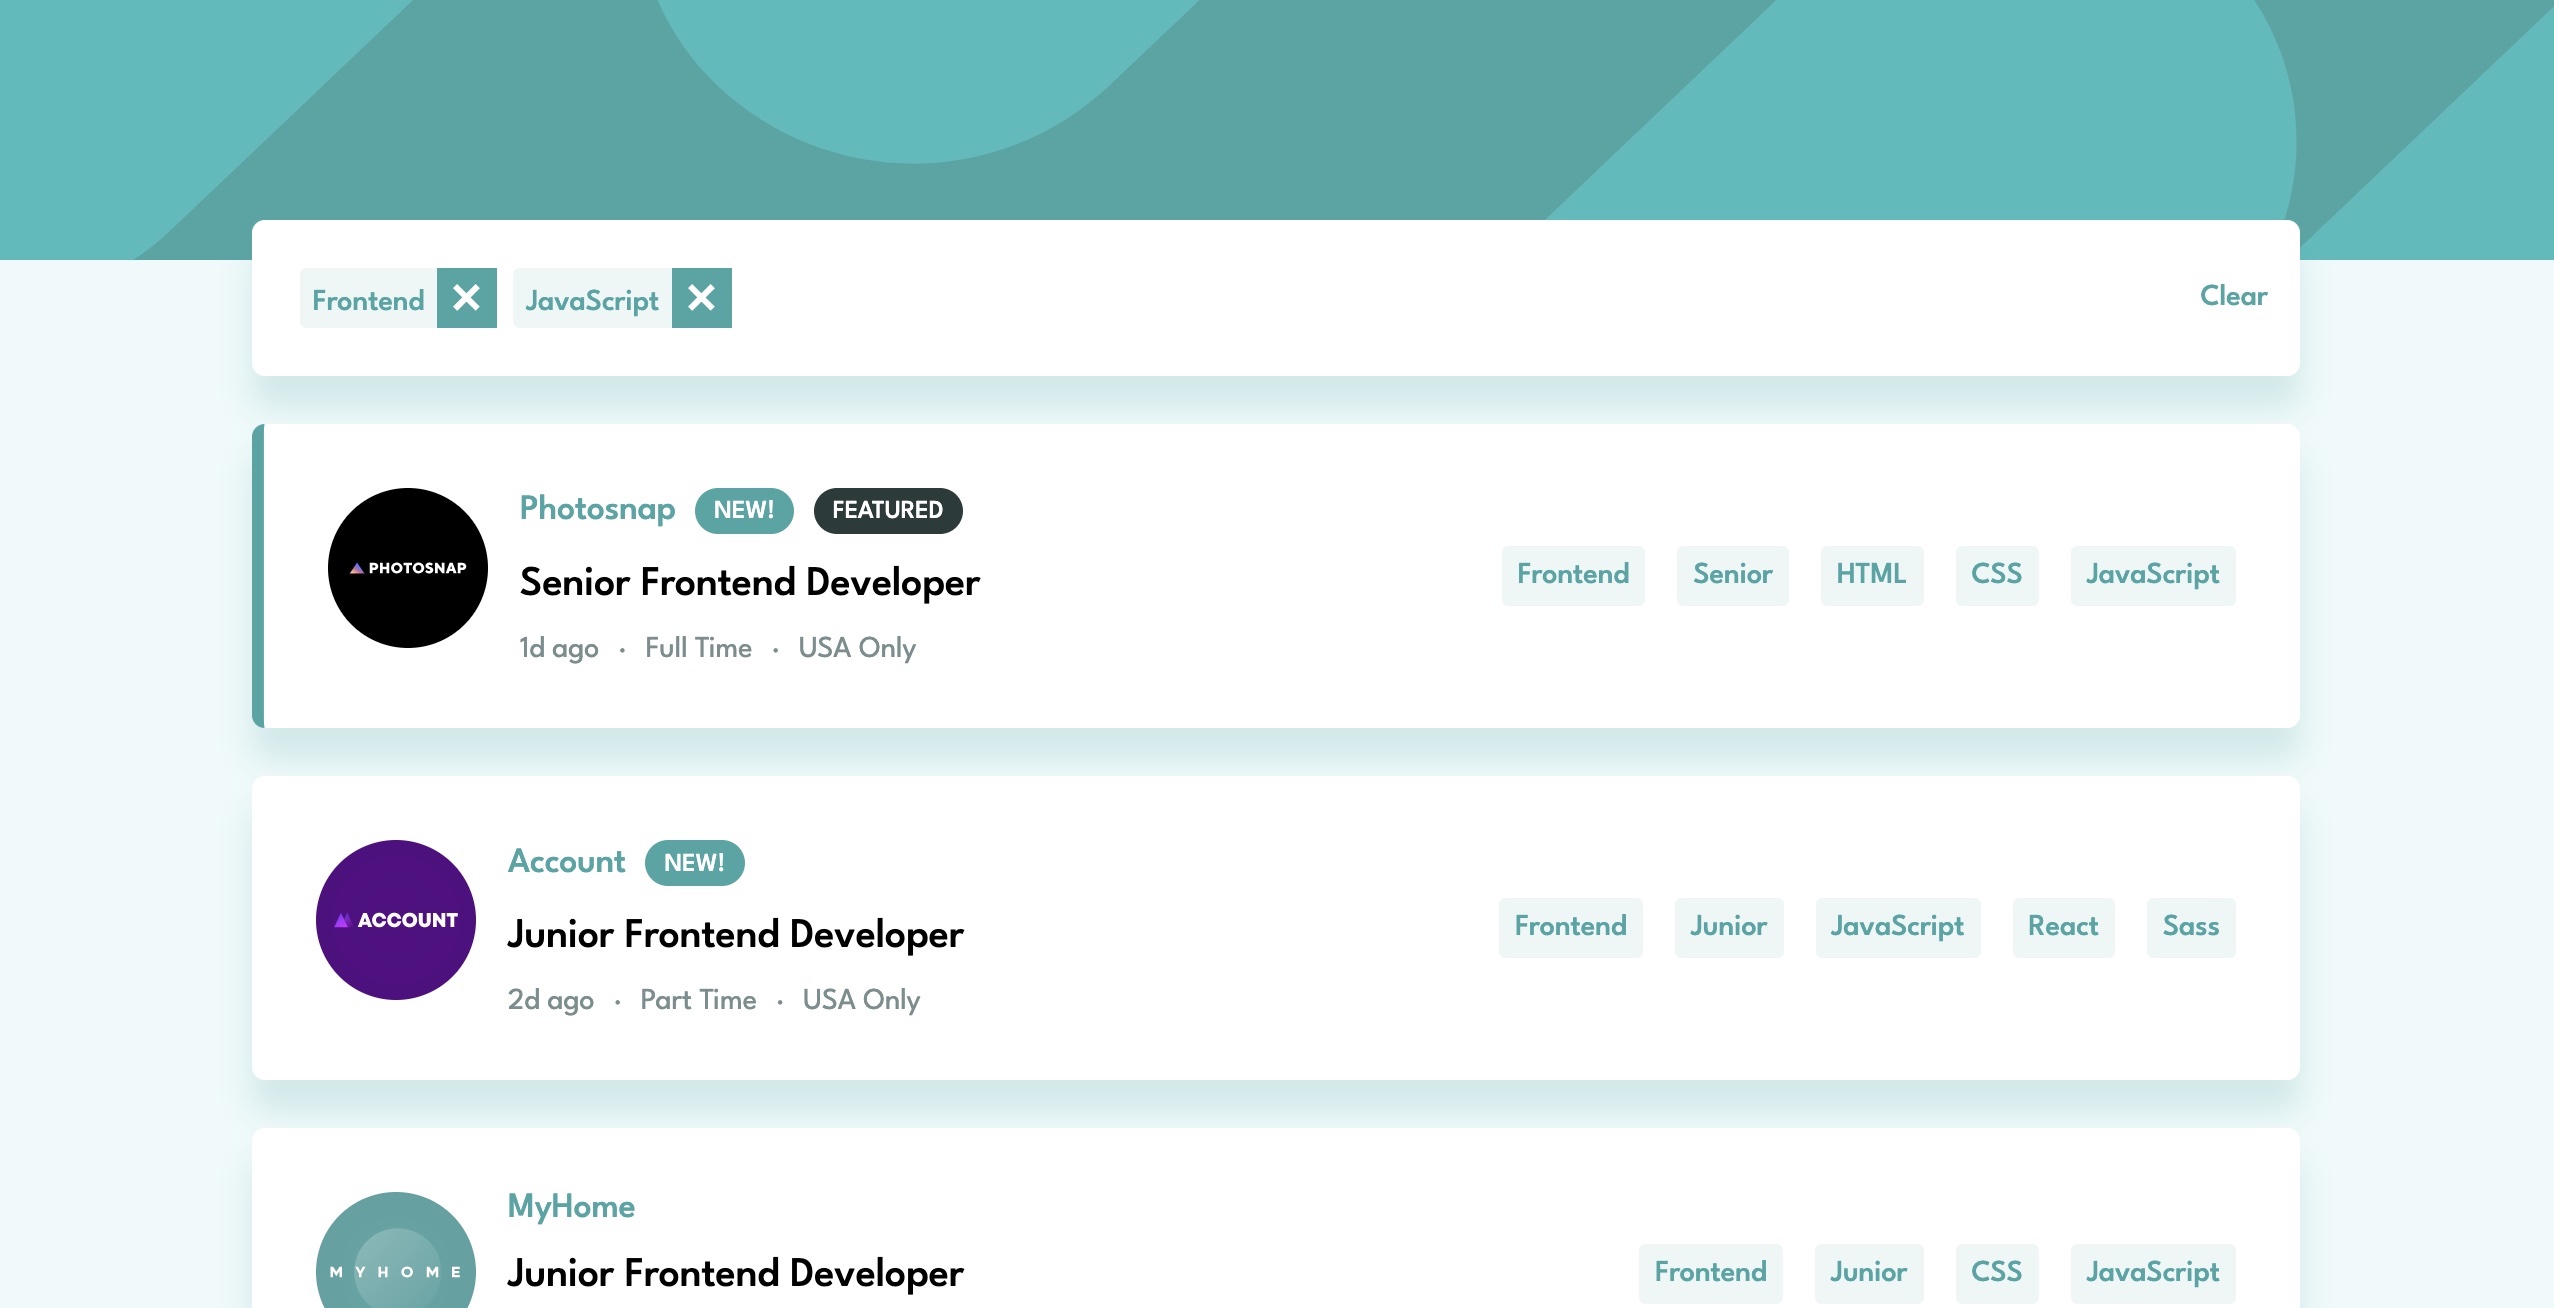 Frontend JavaScript Clear
PHOTOSNAP
Photosnap NEW! FEATURED
Senior Frontend Developer
1d ago · Full Time · USA Only
Frontend Senior HTML CSS JavaScript
ACCOUNT
Account NEW!
Junior Frontend Developer
2d ago · Part Time · USA Only
Frontend Junior JavaScript React Sass
MYHOME
MyHome
Junior Frontend Developer
Frontend Junior CSS JavaScript